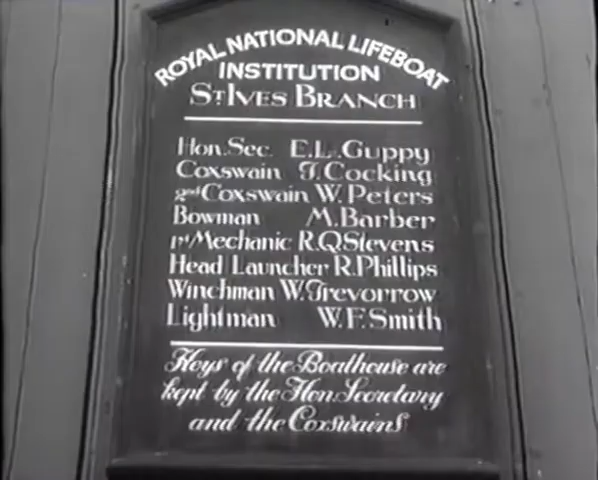 ROYAL NATIONAL LIFEBOAT
INSTITUTION
ST IVES BRANCH
Hon. Sec. E.L. Guppy
Coxswain T. Cocking
2nd Coxswain W. Peters
Bowman M. Barber
1st Mechanic R.Q. Stevens
Head Launcher R. Phillips
Winchman W. Trevorrow
Lightman W.F. Smith
Keys of the Boathouse are
kept by the Hon. Secretary
and the Coxswains